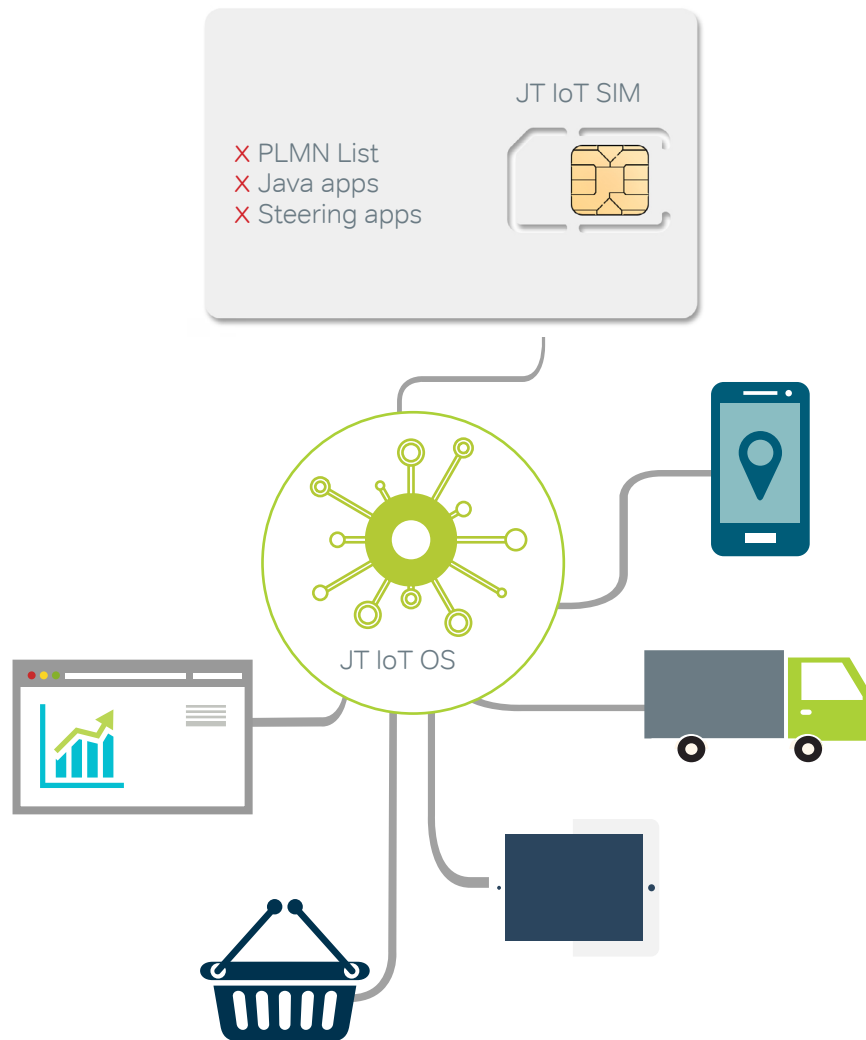 JT IoT SIM
X PLMN List
X Java apps
X Steering apps
JT IoT OS